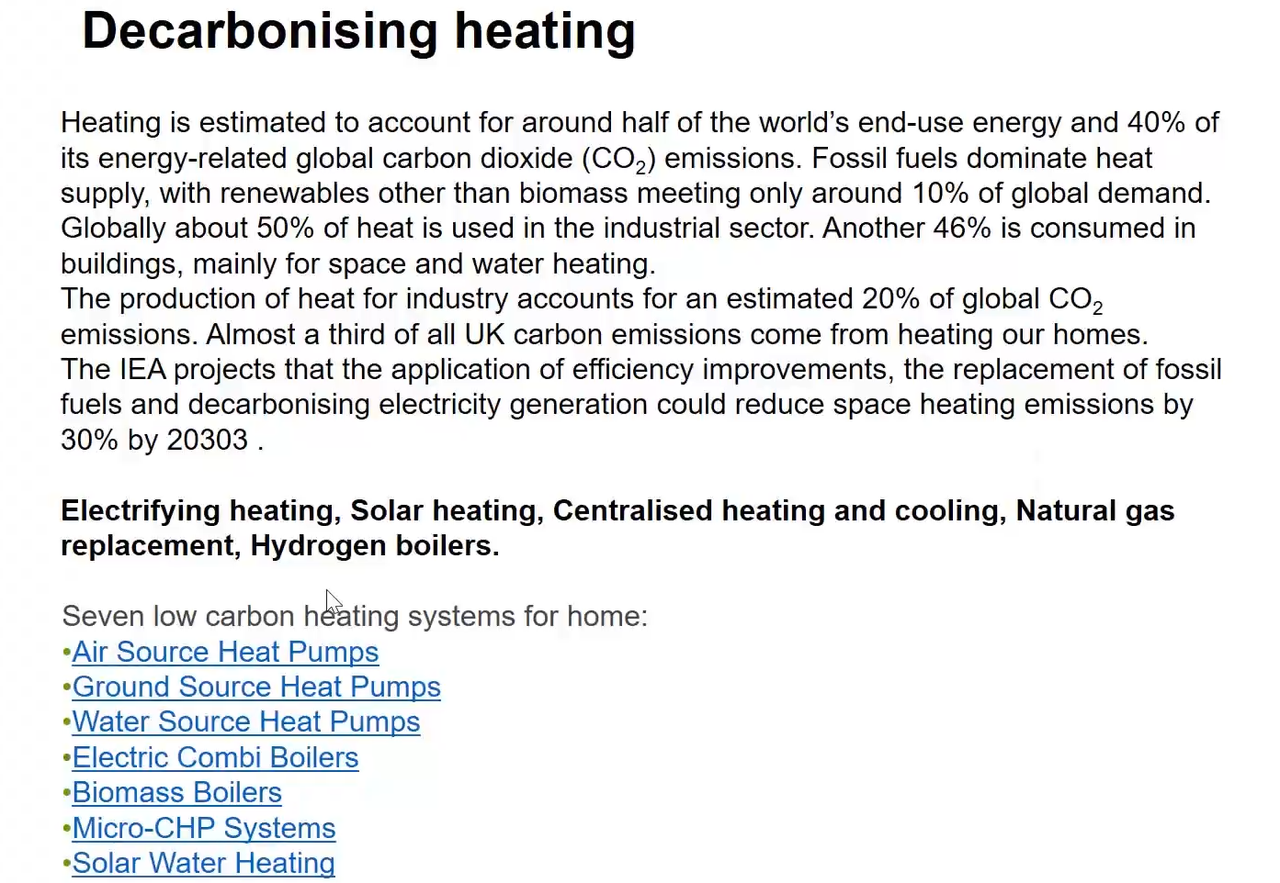 Decarbonising heating
Heating is estimated to account for around half of the world’s end-use energy and 40% of
its energy-related global carbon dioxide (CO₂) emissions. Fossil fuels dominate heat
supply, with renewables other than biomass meeting only around 10% of global demand.
Globally about 50% of heat is used in the industrial sector. Another 46% is consumed in
buildings, mainly for space and water heating.
The production of heat for industry accounts for an estimated 20% of global CO₂
emissions. Almost a third of all UK carbon emissions come from heating our homes.
The IEA projects that the application of efficiency improvements, the replacement of fossil
fuels and decarbonising electricity generation could reduce space heating emissions by
30% by 20303 .
Electrifying heating, Solar heating, Centralised heating and cooling, Natural gas
replacement, Hydrogen boilers.
Seven low carbon heating systems for home:
•Air Source Heat Pumps
•Ground Source Heat Pumps
•Water Source Heat Pumps
•Electric Combi Boilers
•Biomass Boilers
•Micro-CHP Systems
•Solar Water Heating